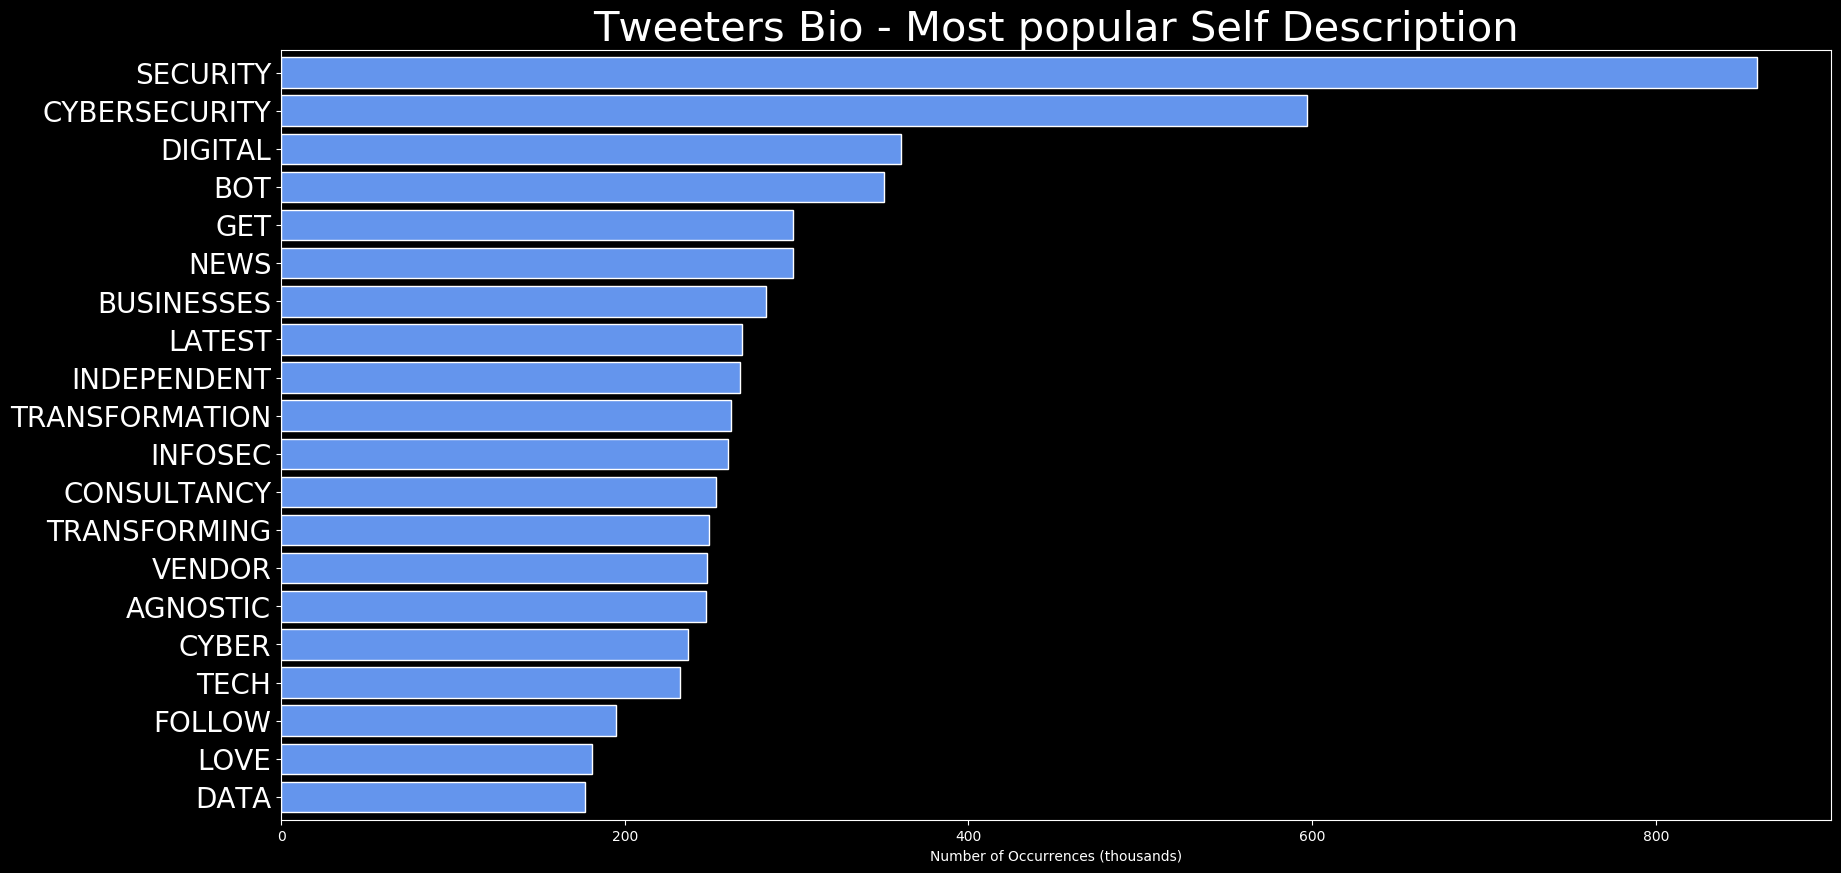 Tweeters Bio - Most popular Self Description
SECURITY
CYBERSECURITY
DIGITAL
BOT
GET
NEWS
BUSINESSES
LATEST
INDEPENDENT
TRANSFORMATION
INFOSEC
CONSULTANCY
TRANSFORMING
VENDOR
AGNOSTIC
CYBER
TECH
FOLLOW
LOVE
DATA
0 200 400 600 800
Number of Occurrences (thousands)